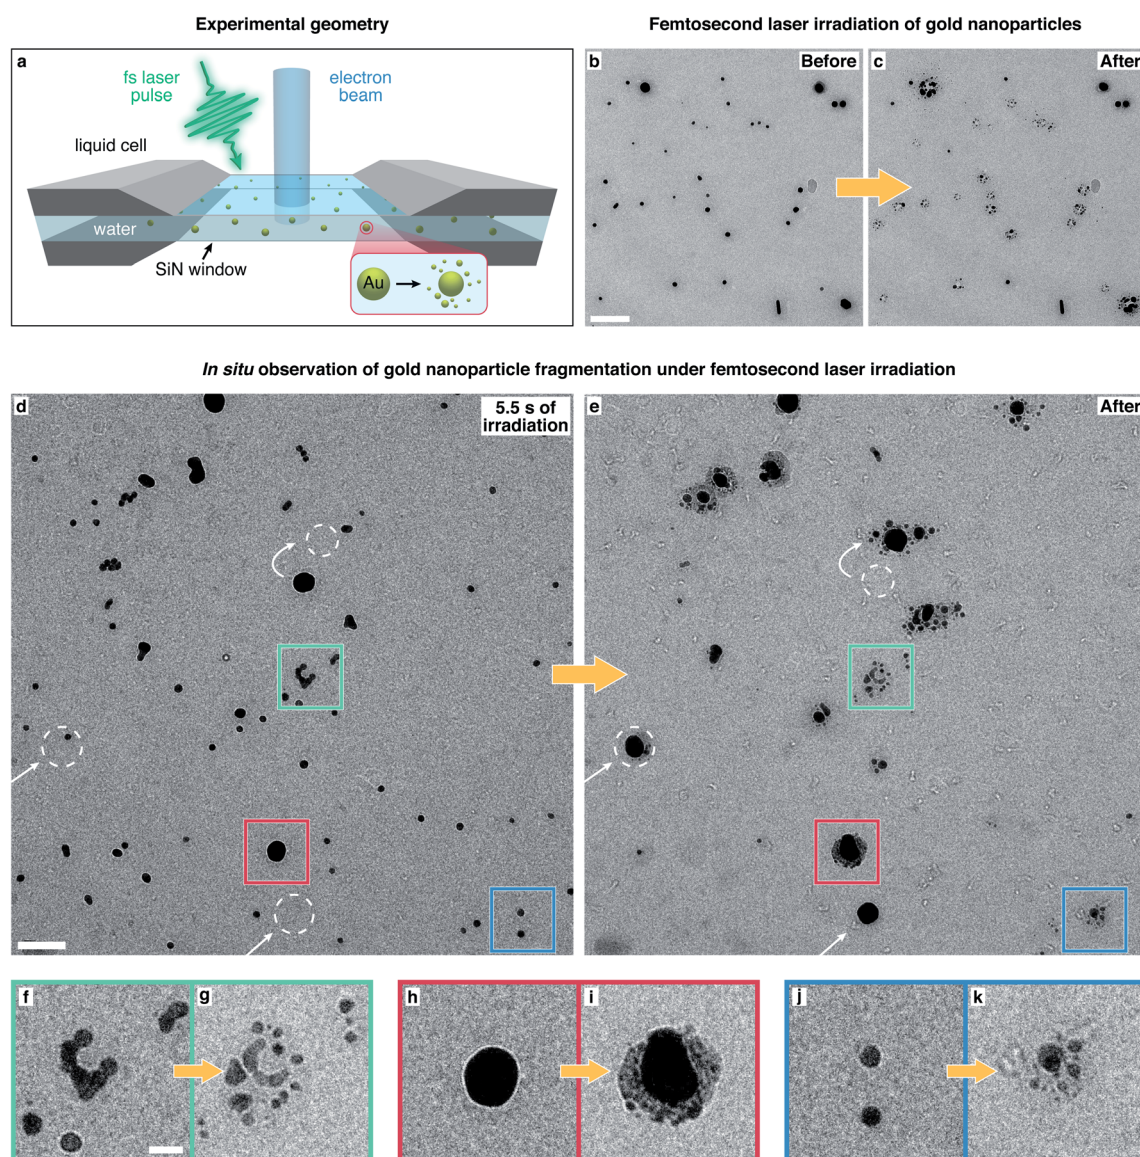 Experimental geometry
Femtosecond laser irradiation of gold nanoparticles
a
fs laser
pulse
electron
beam
liquid cell
water
SiN window
Au
b
Before
c
After
In situ observation of gold nanoparticle fragmentation under femtosecond laser irradiation
d
5.5 s of
irradiation
e
After
f
g
h
i
j
k